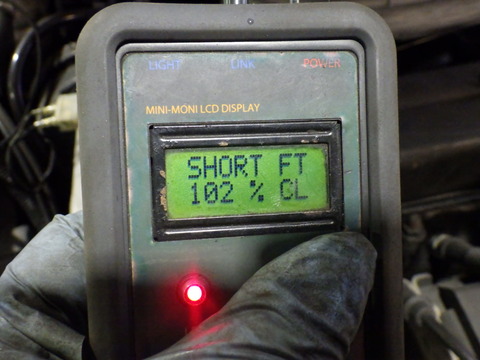 LIGHT LINK POWER
MINI-MONI LCD DISPLAY
SHORT FT
102 % CL